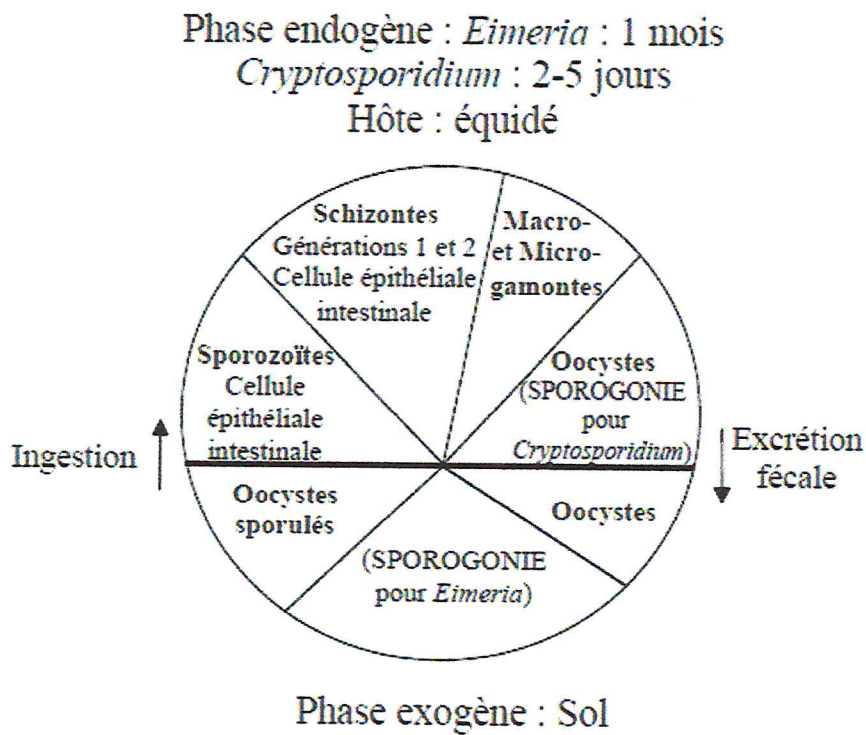 Phase endogène : Eimeria : 1 mois
Cryptosporidium : 2-5 jours
Hôte : équidé
Schizontes
Générations 1 et 2
Cellule épithéliale
intestinale
Macro-
et Micro-
gamontes
Sporozoïtes
Cellule
épithéliale
intestinale
Oocystes
(SPOROGONIE
pour
Cryptosporidium)
Ingestion
Excrétion
fécale
Oocystes
sporulés
(SPOROGONIE
pour Eimeria)
Oocystes
Phase exogène : Sol